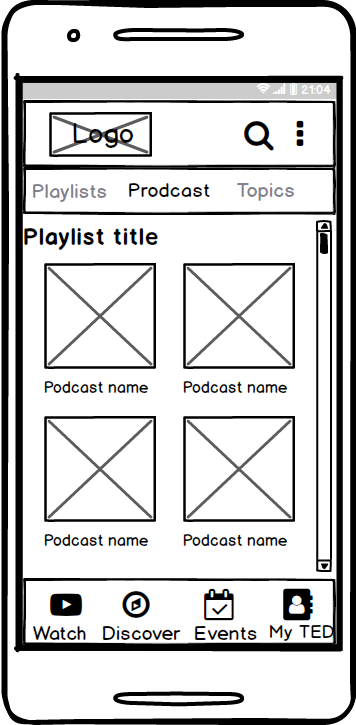 21:04
Logo
Playlists Prodcast Topics
Playlist title
Podcast name Podcast name
Podcast name Podcast name
Watch Discover Events My TED